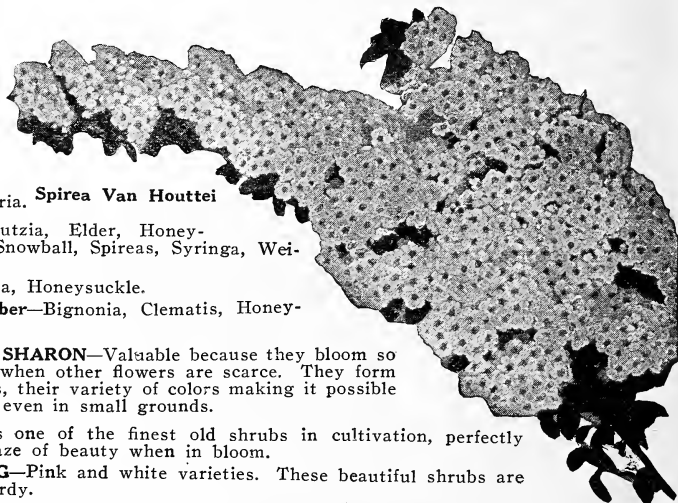 ria. Spirea Van Houttei
utzia, Elder, Honey-
Snowball, Spireas, Syringa, Wei-
a, Honeysuckle.
ber—Bignonia, Clematis, Honey-
SHARON—Valuable because they bloom so
when other flowers are scarce. They form
s, their variety of colors making it possible
even in small grounds.
s one of the finest old shrubs in cultivation, perfectly
aze of beauty when in bloom.
G—Pink and white varieties. These beautiful shrubs are
rdy.